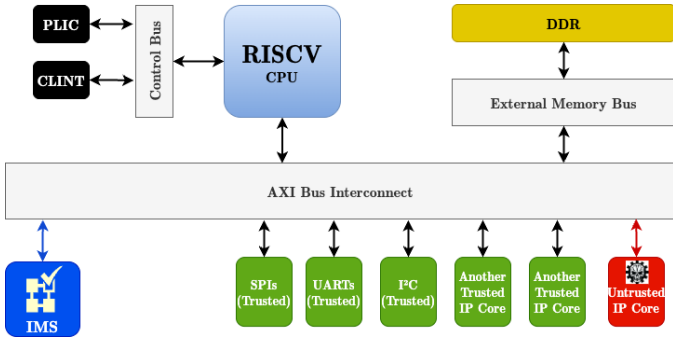 PLIC
CLINT
Control Bus
RISCV
CPU
DDR
External Memory Bus
AXI Bus Interconnect
IMS
SPIs
(Trusted)
UARTs
(Trusted)
I²C
(Trusted)
Another
Trusted
IP Core
Another
Trusted
IP Core
Untrusted
IP Core